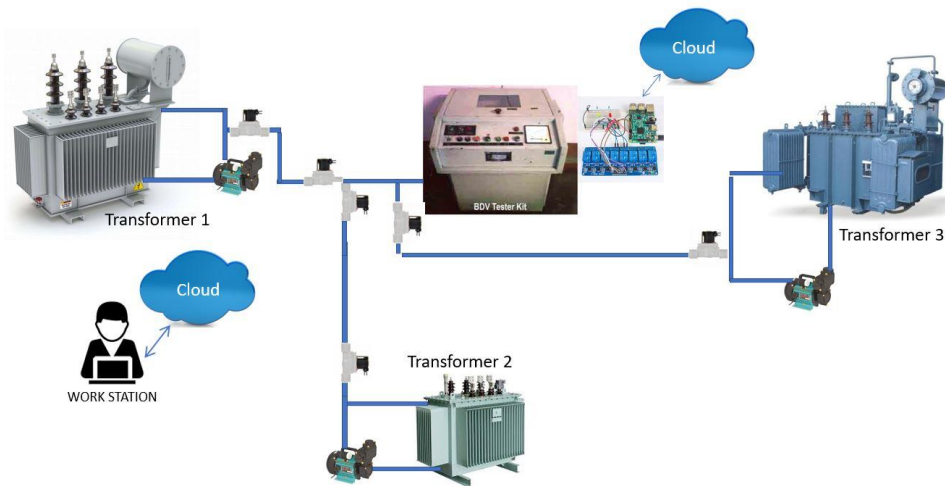 Cloud
BDV Tester Kit
Transformer 1
Transformer 3
Cloud
WORK STATION
Transformer 2